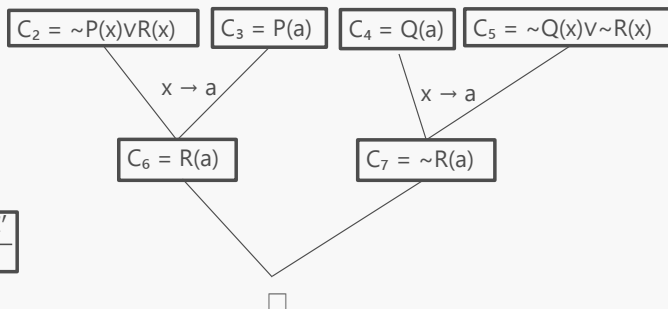 C₂ = ~P(x)∨R(x) C₃ = P(a) C₄ = Q(a) C₅ = ~Q(x)∨~R(x)
x → a x → a
C₆ = R(a) C₇ = ~R(a)
□